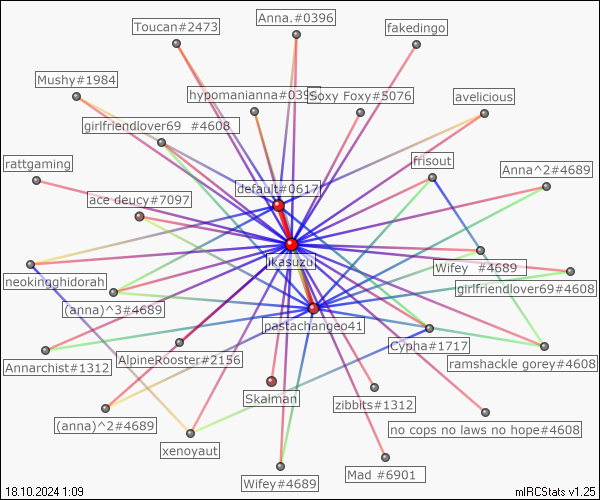 Anna.#0396
Toucan#2473
fakedingo
Mushy#1984
hypomanianna#039
Soxy Foxy#5076
avelicious
girlfriendlover69 #4608
frisout
rattgaming
Anna^2#4689
default#0617
ace deucy#7097
ikasuzu
Wifey #4689
neokingghidorah
girlfriendlover69#4608
(anna)^3#4689
pastachangeo41
Cypha#1717
Annarchist#1312
AlpineRooster#2156
ramshackle gorey#4608
Skalman
zibbits#1312
(anna)^2#4689
no cops no laws no hope#4608
xenoyaut
Wifey#4689
Mad #6901
18.10.2024 1:09
mIRCStats v1.25